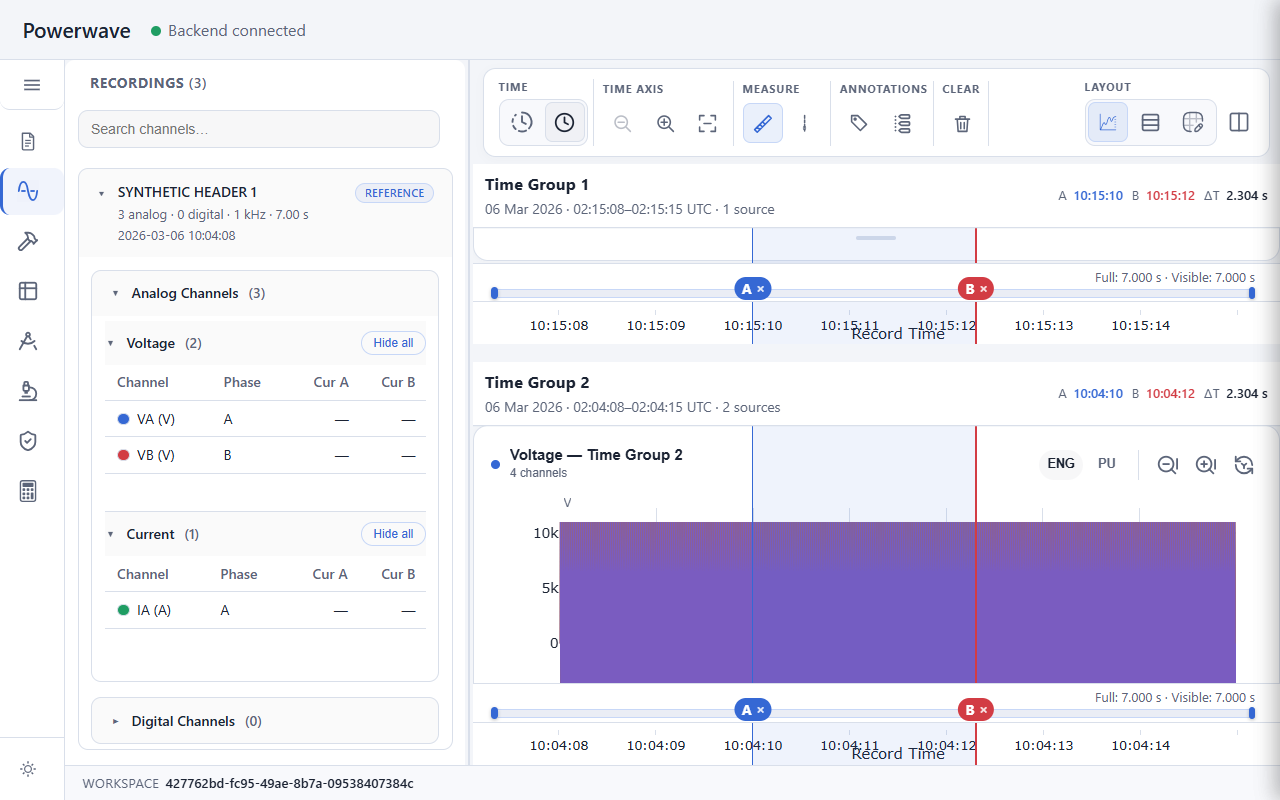 Powerwave
Backend connected
RECORDINGS (3)
Search channels…
SYNTHETIC HEADER 1
REFERENCE
3 analog · 0 digital · 1 kHz · 7.00 s
2026-03-06 10:04:08
Analog Channels (3)
Voltage (2)
Hide all
Channel Phase Cur A Cur B
VA (V) A — —
VB (V) B — —
Current (1)
Hide all
Channel Phase Cur A Cur B
IA (A) A — —
Digital Channels (0)
TIME
TIME AXIS
MEASURE
ANNOTATIONS
CLEAR
LAYOUT
Time Group 1
06 Mar 2026 · 02:15:08–02:15:15 UTC · 1 source
A 10:15:10 B 10:15:12 ΔT 2.304 s
Full: 7.000 s · Visible: 7.000 s
A ×
B ×
10:15:08 10:15:09 10:15:10 10:15:11 10:15:12 10:15:13 10:15:14
Record Time
Time Group 2
06 Mar 2026 · 02:04:08–02:04:15 UTC · 2 sources
A 10:04:10 B 10:04:12 ΔT 2.304 s
Voltage — Time Group 2
4 channels
ENG PU
V
10k
5k
0
Full: 7.000 s · Visible: 7.000 s
A ×
B ×
10:04:08 10:04:09 10:04:10 10:04:11 10:04:12 10:04:13 10:04:14
Record Time
WORKSPACE 427762bd-fc95-49ae-8b7a-09538407384c